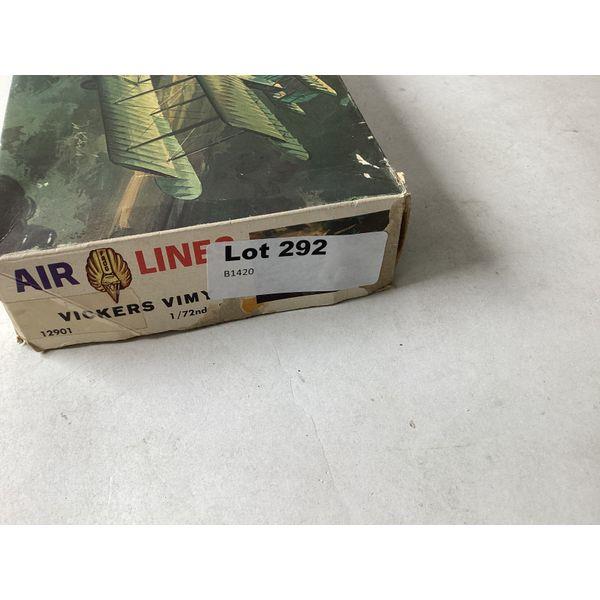 AIR LINES
Lot 292
B1420
VICKERS VIMY
1/72nd
12901